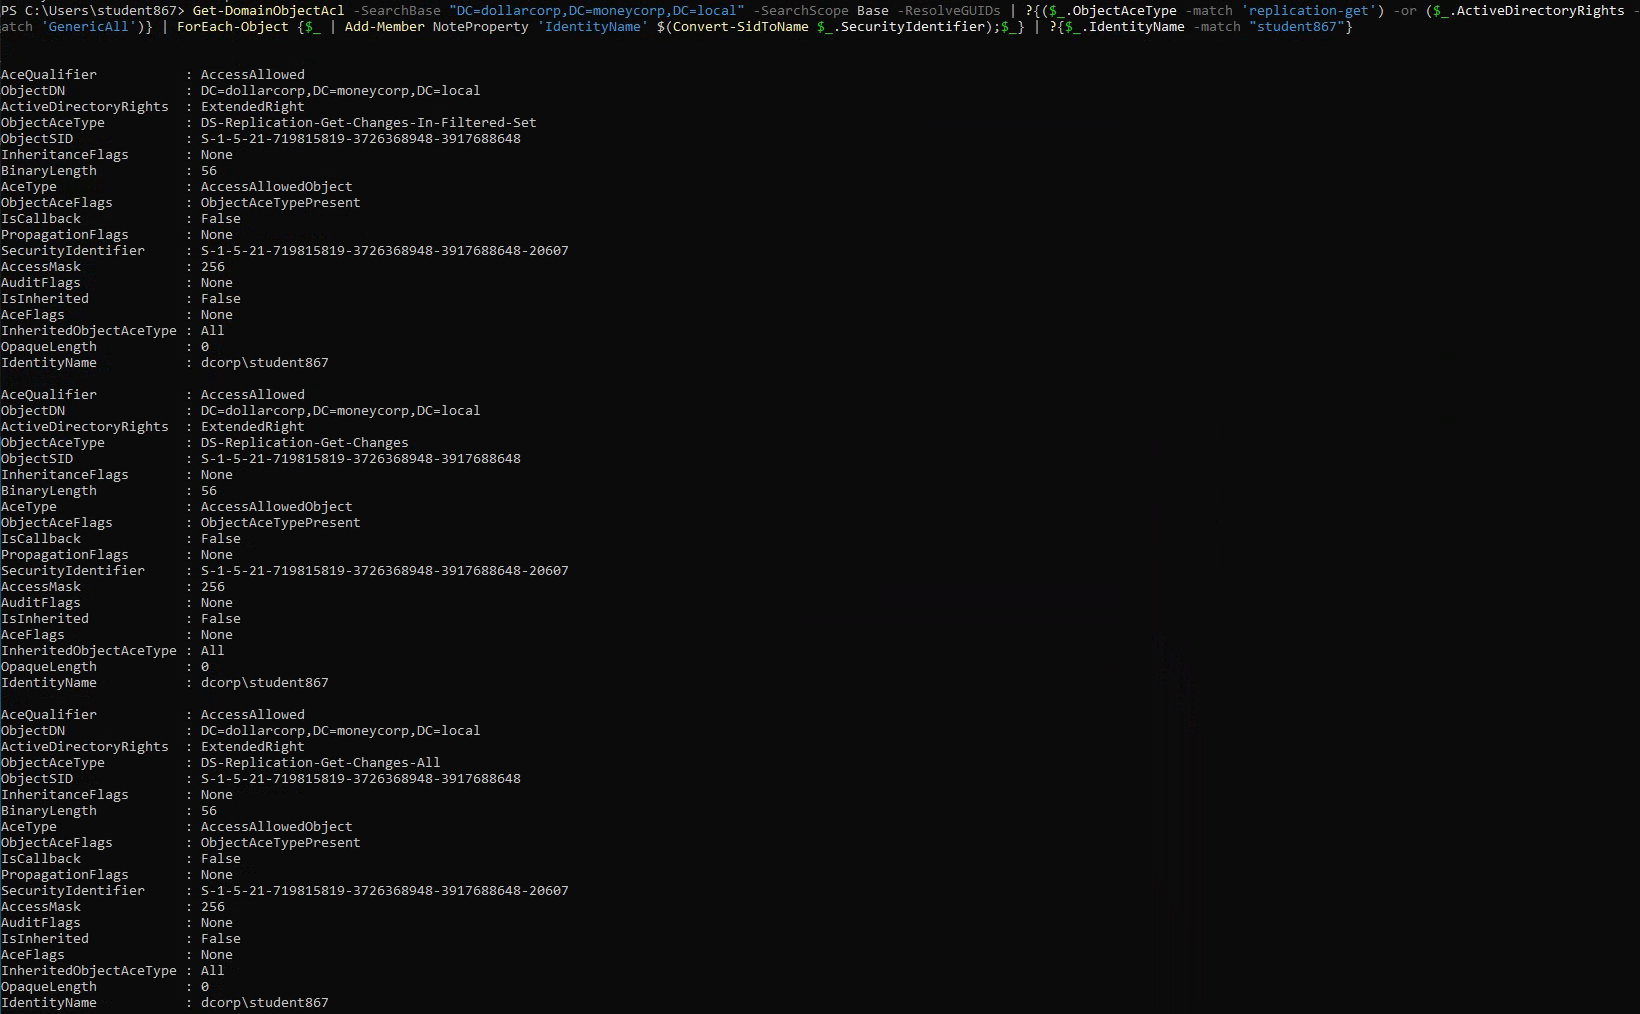 PS C:\Users\student867> Get-DomainObjectAcl -SearchBase "DC=dollarcorp,DC=moneycorp,DC=local" -SearchScope Base -ResolveGUIDs | ?{($_.ObjectAceType -match 'replication-get') -or ($_.ActiveDirectoryRights -
atch 'GenericAll')} | ForEach-Object {$_ | Add-Member NoteProperty 'IdentityName' $(Convert-SidToName $_.SecurityIdentifier);$_} | ?{$_.IdentityName -match "student867"}
AceQualifier           : AccessAllowed
ObjectDN               : DC=dollarcorp,DC=moneycorp,DC=local
ActiveDirectoryRights  : ExtendedRight
ObjectAceType          : DS-Replication-Get-Changes-In-Filtered-Set
ObjectSID              : S-1-5-21-719815819-3726368948-3917688648
InheritanceFlags       : None
BinaryLength           : 56
AceType                : AccessAllowedObject
ObjectAceFlags         : ObjectAceTypePresent
IsCallback             : False
PropagationFlags       : None
SecurityIdentifier     : S-1-5-21-719815819-3726368948-3917688648-20607
AccessMask             : 256
AuditFlags             : None
IsInherited            : False
AceFlags               : None
InheritedObjectAceType : All
OpaqueLength           : 0
IdentityName           : dcorp\student867
AceQualifier           : AccessAllowed
ObjectDN               : DC=dollarcorp,DC=moneycorp,DC=local
ActiveDirectoryRights  : ExtendedRight
ObjectAceType          : DS-Replication-Get-Changes
ObjectSID              : S-1-5-21-719815819-3726368948-3917688648
InheritanceFlags       : None
BinaryLength           : 56
AceType                : AccessAllowedObject
ObjectAceFlags         : ObjectAceTypePresent
IsCallback             : False
PropagationFlags       : None
SecurityIdentifier     : S-1-5-21-719815819-3726368948-3917688648-20607
AccessMask             : 256
AuditFlags             : None
IsInherited            : False
AceFlags               : None
InheritedObjectAceType : All
OpaqueLength           : 0
IdentityName           : dcorp\student867
AceQualifier           : AccessAllowed
ObjectDN               : DC=dollarcorp,DC=moneycorp,DC=local
ActiveDirectoryRights  : ExtendedRight
ObjectAceType          : DS-Replication-Get-Changes-All
ObjectSID              : S-1-5-21-719815819-3726368948-3917688648
InheritanceFlags       : None
BinaryLength           : 56
AceType                : AccessAllowedObject
ObjectAceFlags         : ObjectAceTypePresent
IsCallback             : False
PropagationFlags       : None
SecurityIdentifier     : S-1-5-21-719815819-3726368948-3917688648-20607
AccessMask             : 256
AuditFlags             : None
IsInherited            : False
AceFlags               : None
InheritedObjectAceType : All
OpaqueLength           : 0
IdentityName           : dcorp\student867